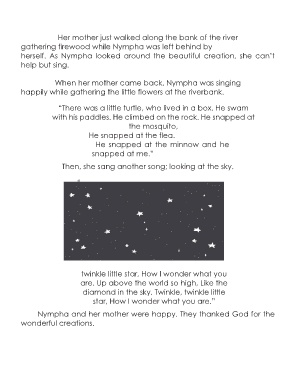 Her mother just walked along the bank of the river
gathering firewood while Nympha was left behind by
herself. As Nympha looked around the beautiful creation, she can't
help but sing.
When her mother came back, Nympha was singing
happily while gathering the little flowers at the riverbank.
"There was a little turtle, who lived in a box. He swam
with his paddles. He climbed on the rock. He snapped at
the mosquito,
He snapped at the flea.
He snapped at the minnow and he
snapped at me."
Then, she sang another song; looking at the sky.
twinkle little star. How I wonder what you
are. Up above the world so high, Like the
diamond in the sky. Twinkle, twinkle little
star, How I wonder what you are."
Nympha and her mother were happy. They thanked God for the
wonderful creations.